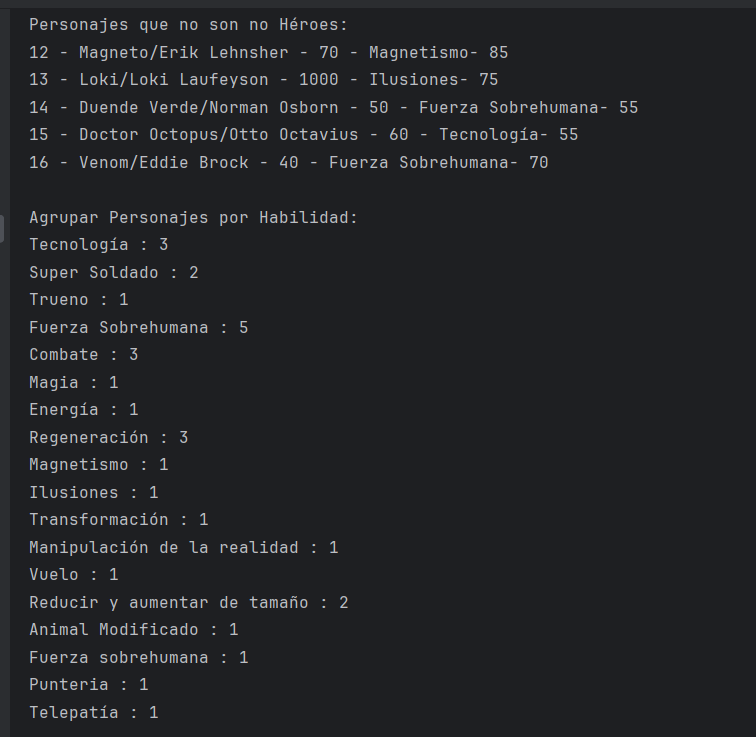 Personajes que no son no Héroes:
12 - Magneto/Erik Lehnsher - 70 - Magnetismo- 85
13 - Loki/Loki Laufeyson - 1000 - Ilusiones- 75
14 - Duende Verde/Norman Osborn - 50 - Fuerza Sobrehumana- 55
15 - Doctor Octopus/Otto Octavius - 60 - Tecnología- 55
16 - Venom/Eddie Brock - 40 - Fuerza Sobrehumana- 70
Agrupar Personajes por Habilidad:
Tecnología : 3
Super Soldado : 2
Trueno : 1
Fuerza Sobrehumana : 5
Combate : 3
Magia : 1
Energía : 1
Regeneración : 3
Magnetismo : 1
Ilusiones : 1
Transformación : 1
Manipulación de la realidad : 1
Vuelo : 1
Reducir y aumentar de tamaño : 2
Animal Modificado : 1
Fuerza sobrehumana : 1
Punteria : 1
Telepatía : 1